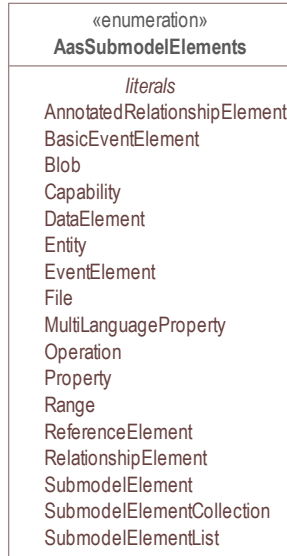 «enumeration»
AasSubmodelElements
literals
AnnotatedRelationshipElement
BasicEventElement
Blob
Capability
DataElement
Entity
EventElement
File
MultiLanguageProperty
Operation
Property
Range
ReferenceElement
RelationshipElement
SubmodelElement
SubmodelElementCollection
SubmodelElementList